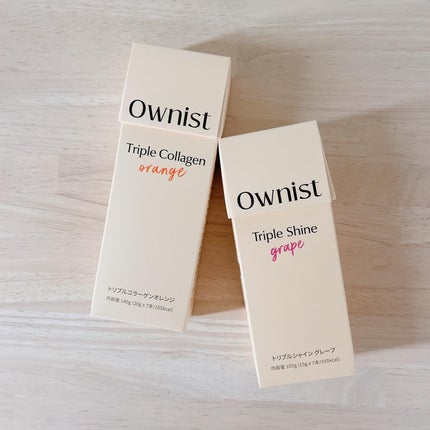 Ownist
Triple Collagen
orange
トリプルコラーゲンオレンジ
Ownist
Triple Shine
grape
トリプルシャイン グレープ